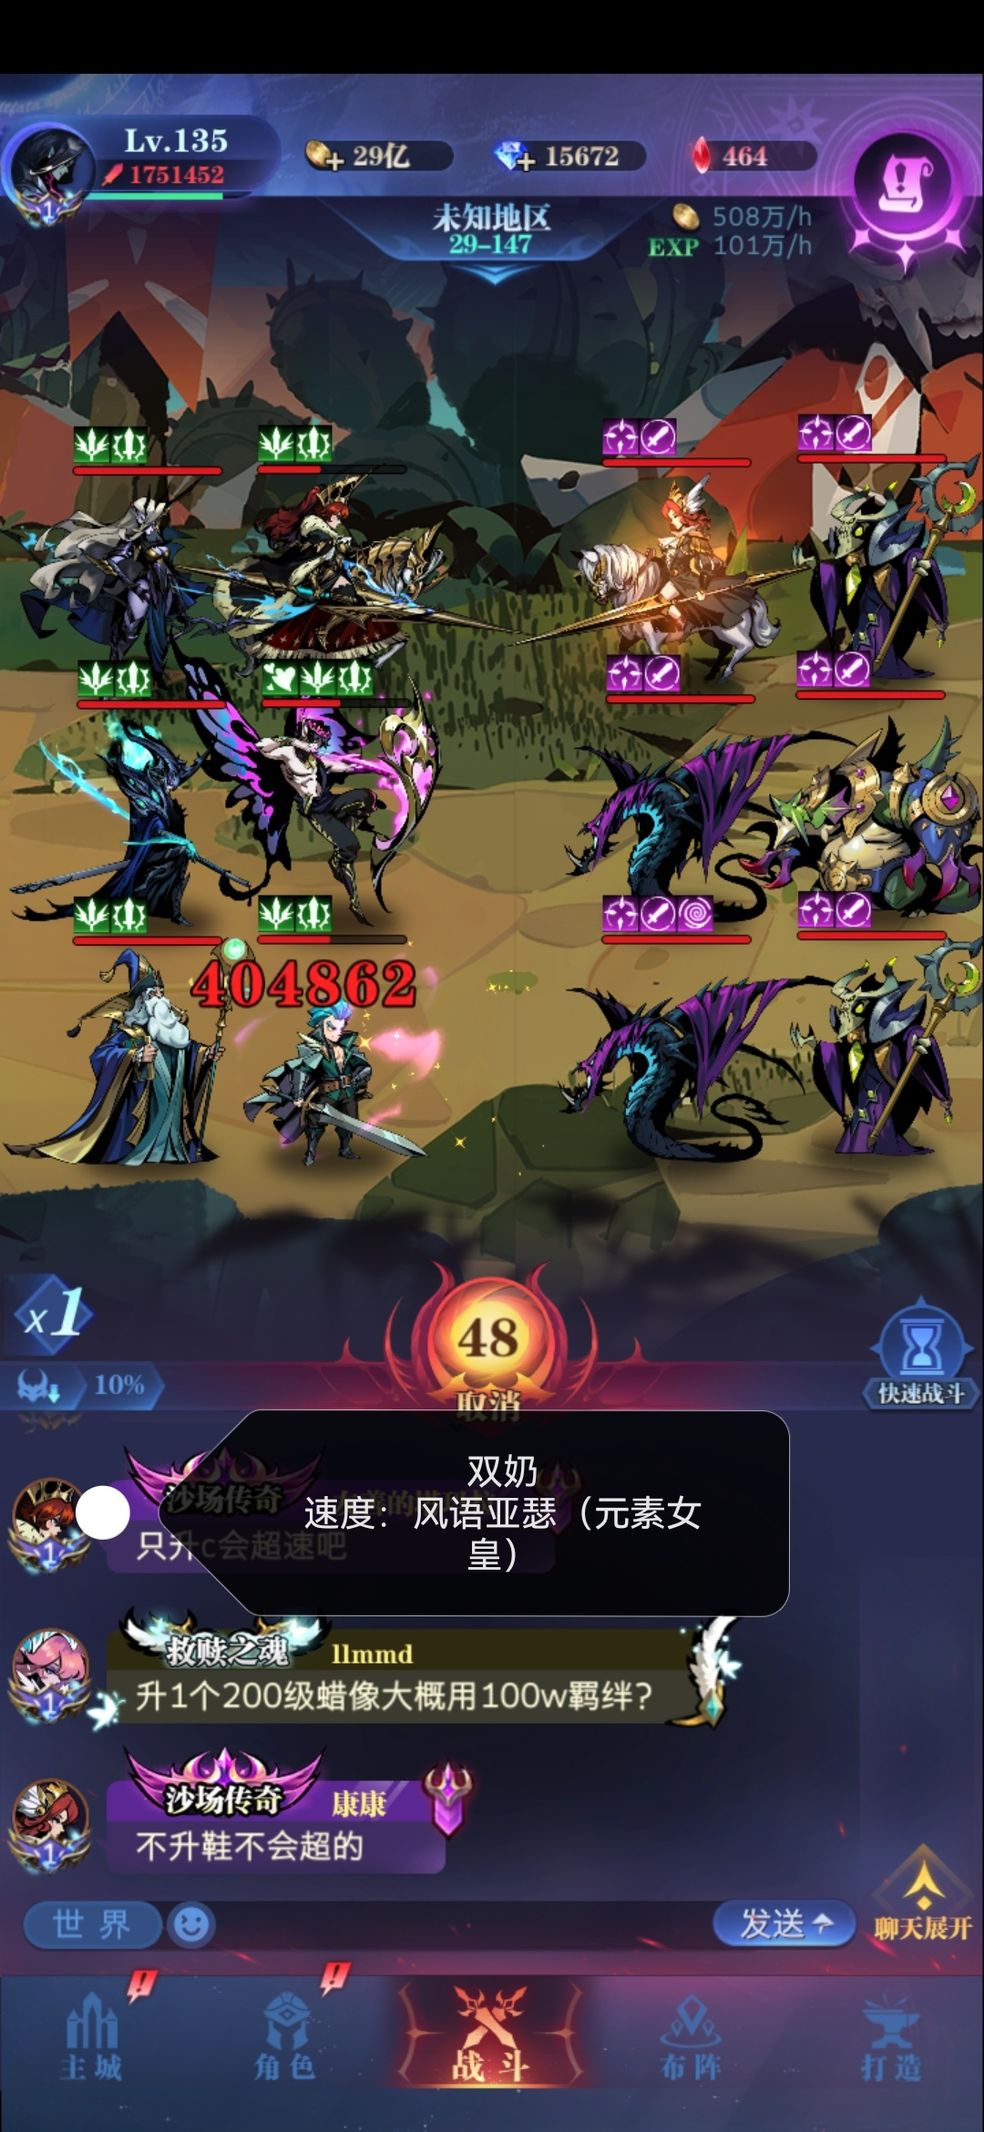 Lv.135
1751452
1
29亿
15672
464
未知地区
29-147
508万/h
EXP 101万/h
404862
x1
48
取消
10%
快速战斗
双奶
速度：风语亚瑟（元素女
皇）
沙场传奇
只升c会超速吧
1
救赎之魂 llmmd
升1个200级蜡像大概用100w羁绊？
1
沙场传奇 康康
不升鞋不会超的
1
世界
发送
聊天展开
主城
角色
战斗
布阵
打造